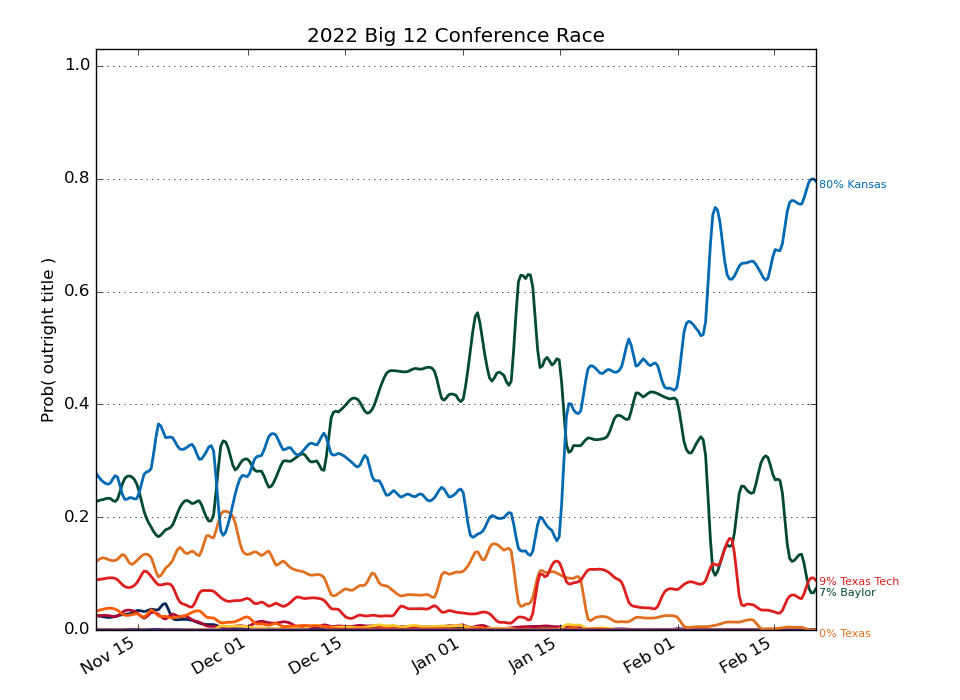 2022 Big 12 Conference Race
Prob( outright title )
1.0
0.8
0.6
0.4
0.2
0.0
80% Kansas
9% Texas Tech
7% Baylor
0% Texas
Nov 15
Dec 01
Dec 15
Jan 01
Jan 15
Feb 01
Feb 15